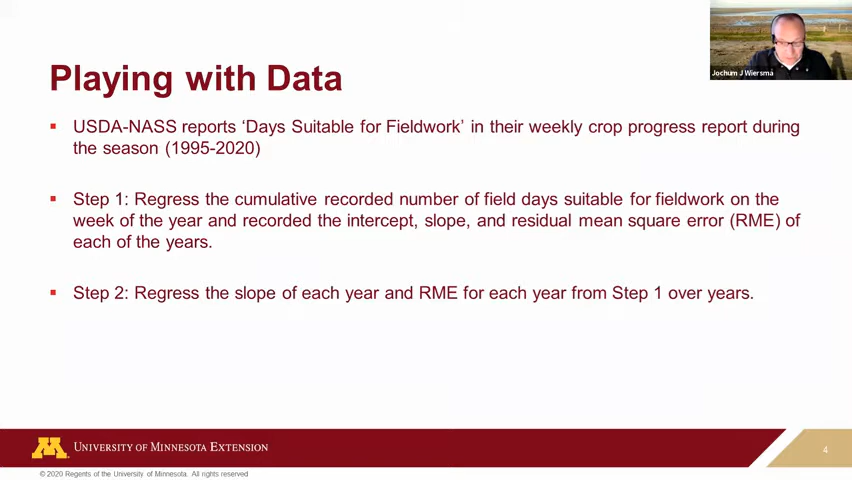 Jochum J Wiersma
Playing with Data
▪ USDA-NASS reports ‘Days Suitable for Fieldwork’ in their weekly crop progress report during
the season (1995-2020)
▪ Step 1: Regress the cumulative recorded number of field days suitable for fieldwork on the
week of the year and recorded the intercept, slope, and residual mean square error (RME) of
each of the years.
▪ Step 2: Regress the slope of each year and RME for each year from Step 1 over years.
M
UNIVERSITY OF MINNESOTA EXTENSION
4
© 2020 Regents of the University of Minnesota. All rights reserved